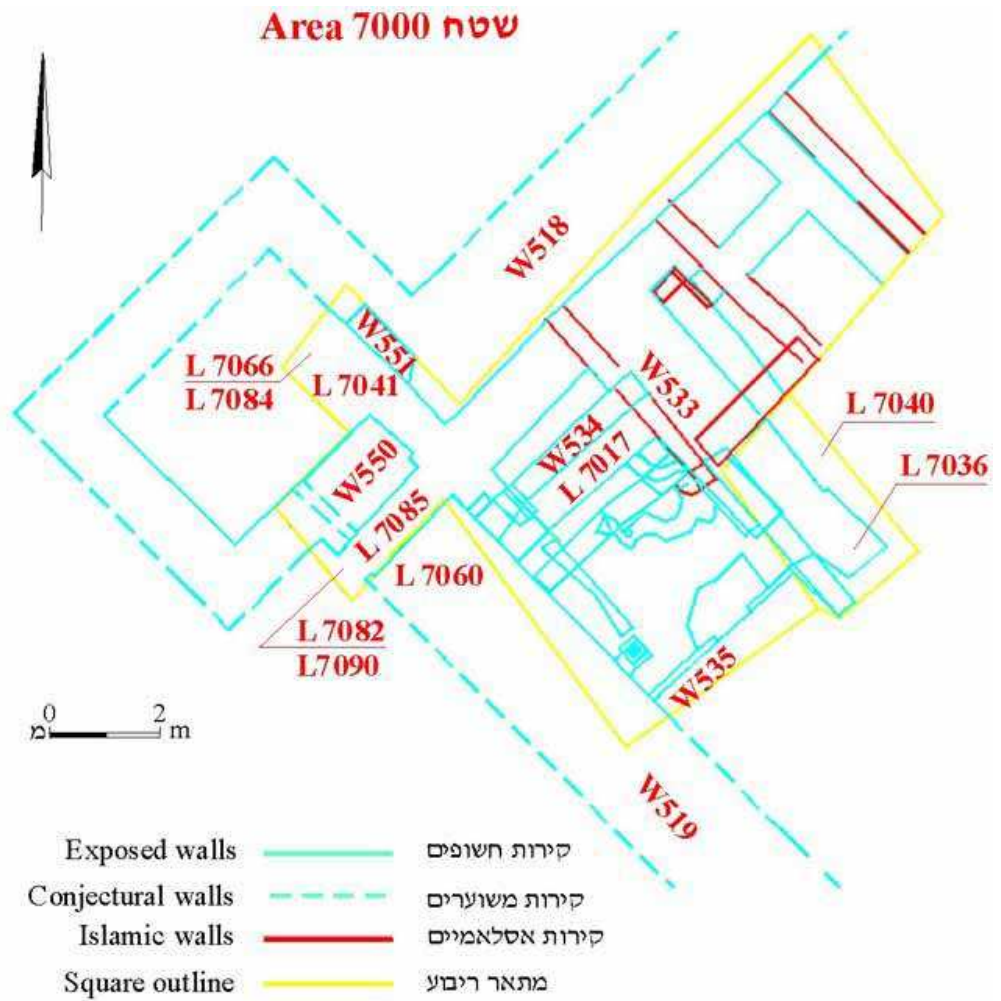 Area 7000 שטח
W518
W551
L 7066
L 7084
L 7041
W533
W534
L 7017
L 7040
L 7036
W550
L 7085
L 7060
L 7082
L7090
W535
W519
0 2
מ m
Exposed walls קירות חשופים
Conjectural walls קירות משוערים
Islamic walls קירות אסלאמיים
Square outline מתאר ריבוע